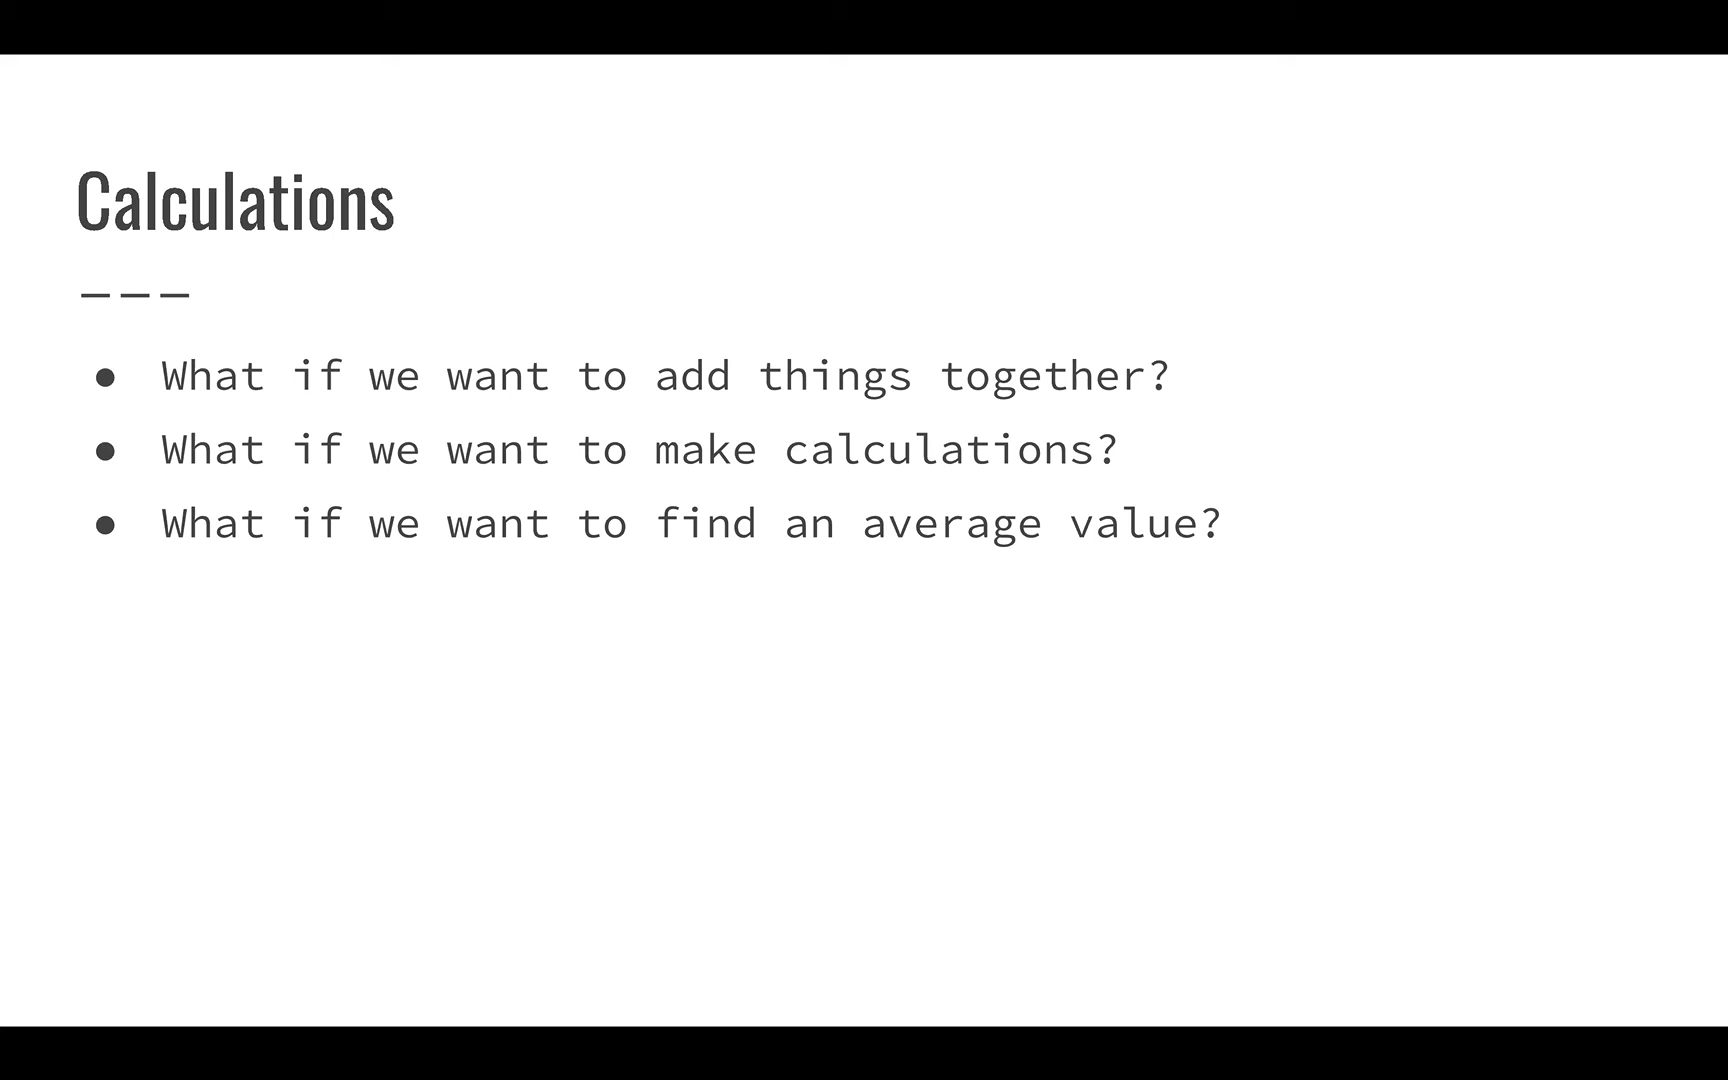 Calculations
● What if we want to add things together?
● What if we want to make calculations?
● What if we want to find an average value?